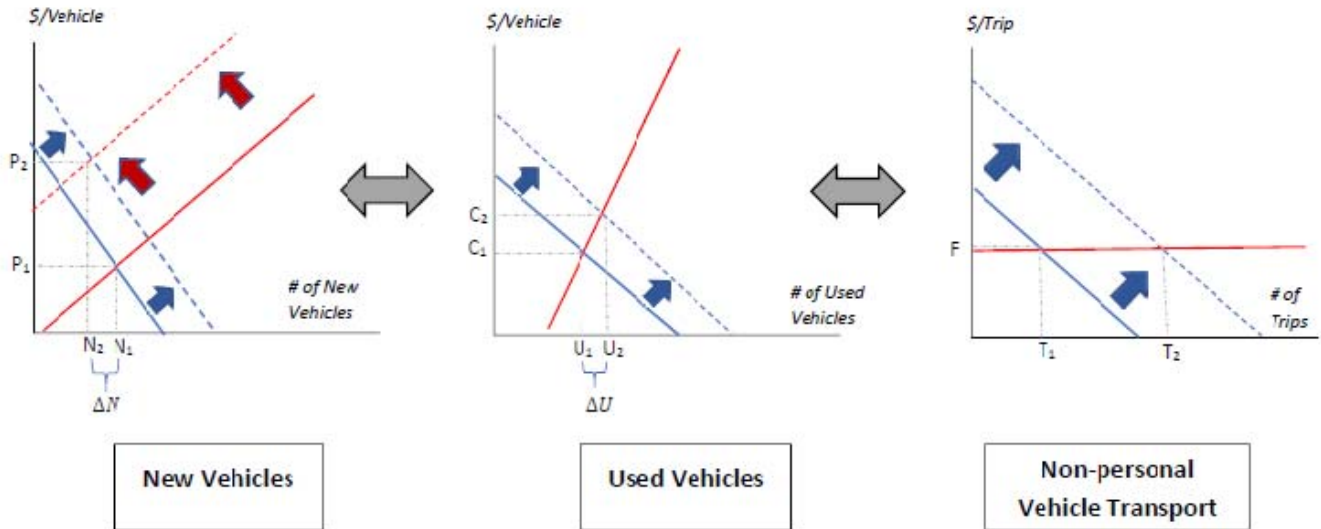 $/Vehicle
P₂
P₁
# of New
Vehicles
N₂ N₁
ΔN
New Vehicles
$/Vehicle
C₂
C₁
# of Used
Vehicles
U₁ U₂
ΔU
Used Vehicles
$/Trip
F
# of
Trips
T₁ T₂
Non-personal
Vehicle Transport